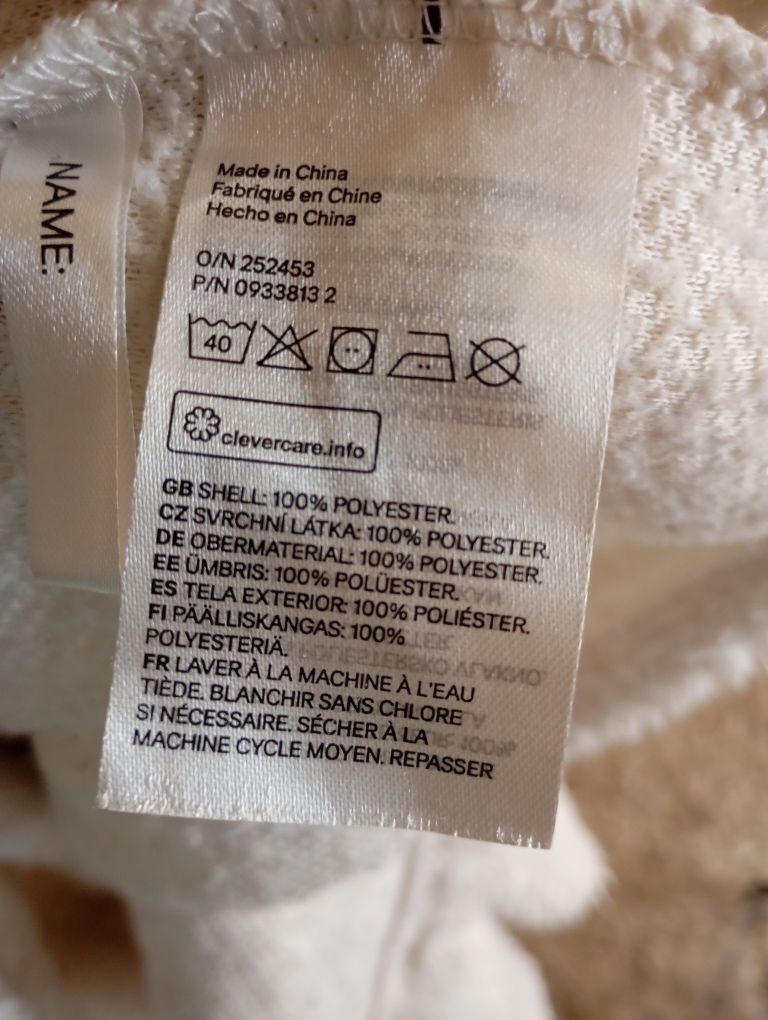 NAME:
Made in China
Fabriqué en Chine
Hecho en China
O/N 252453
P/N 0933813 2
40
clevercare.info
GB SHELL: 100% POLYESTER.
CZ SVRCHNÍ LÁTKA: 100% POLYESTER.
DE OBERMATERIAL: 100% POLYESTER.
EE ÜMBRIS: 100% POLÜESTER.
ES TELA EXTERIOR: 100% POLIÉSTER.
FI PÄÄLLISKANGAS: 100%
POLYESTERIÄ.
FR LAVER À LA MACHINE À L'EAU
TIÈDE. BLANCHIR SANS CHLORE
SI NÉCESSAIRE. SÉCHER À LA
MACHINE CYCLE MOYEN. REPASSER